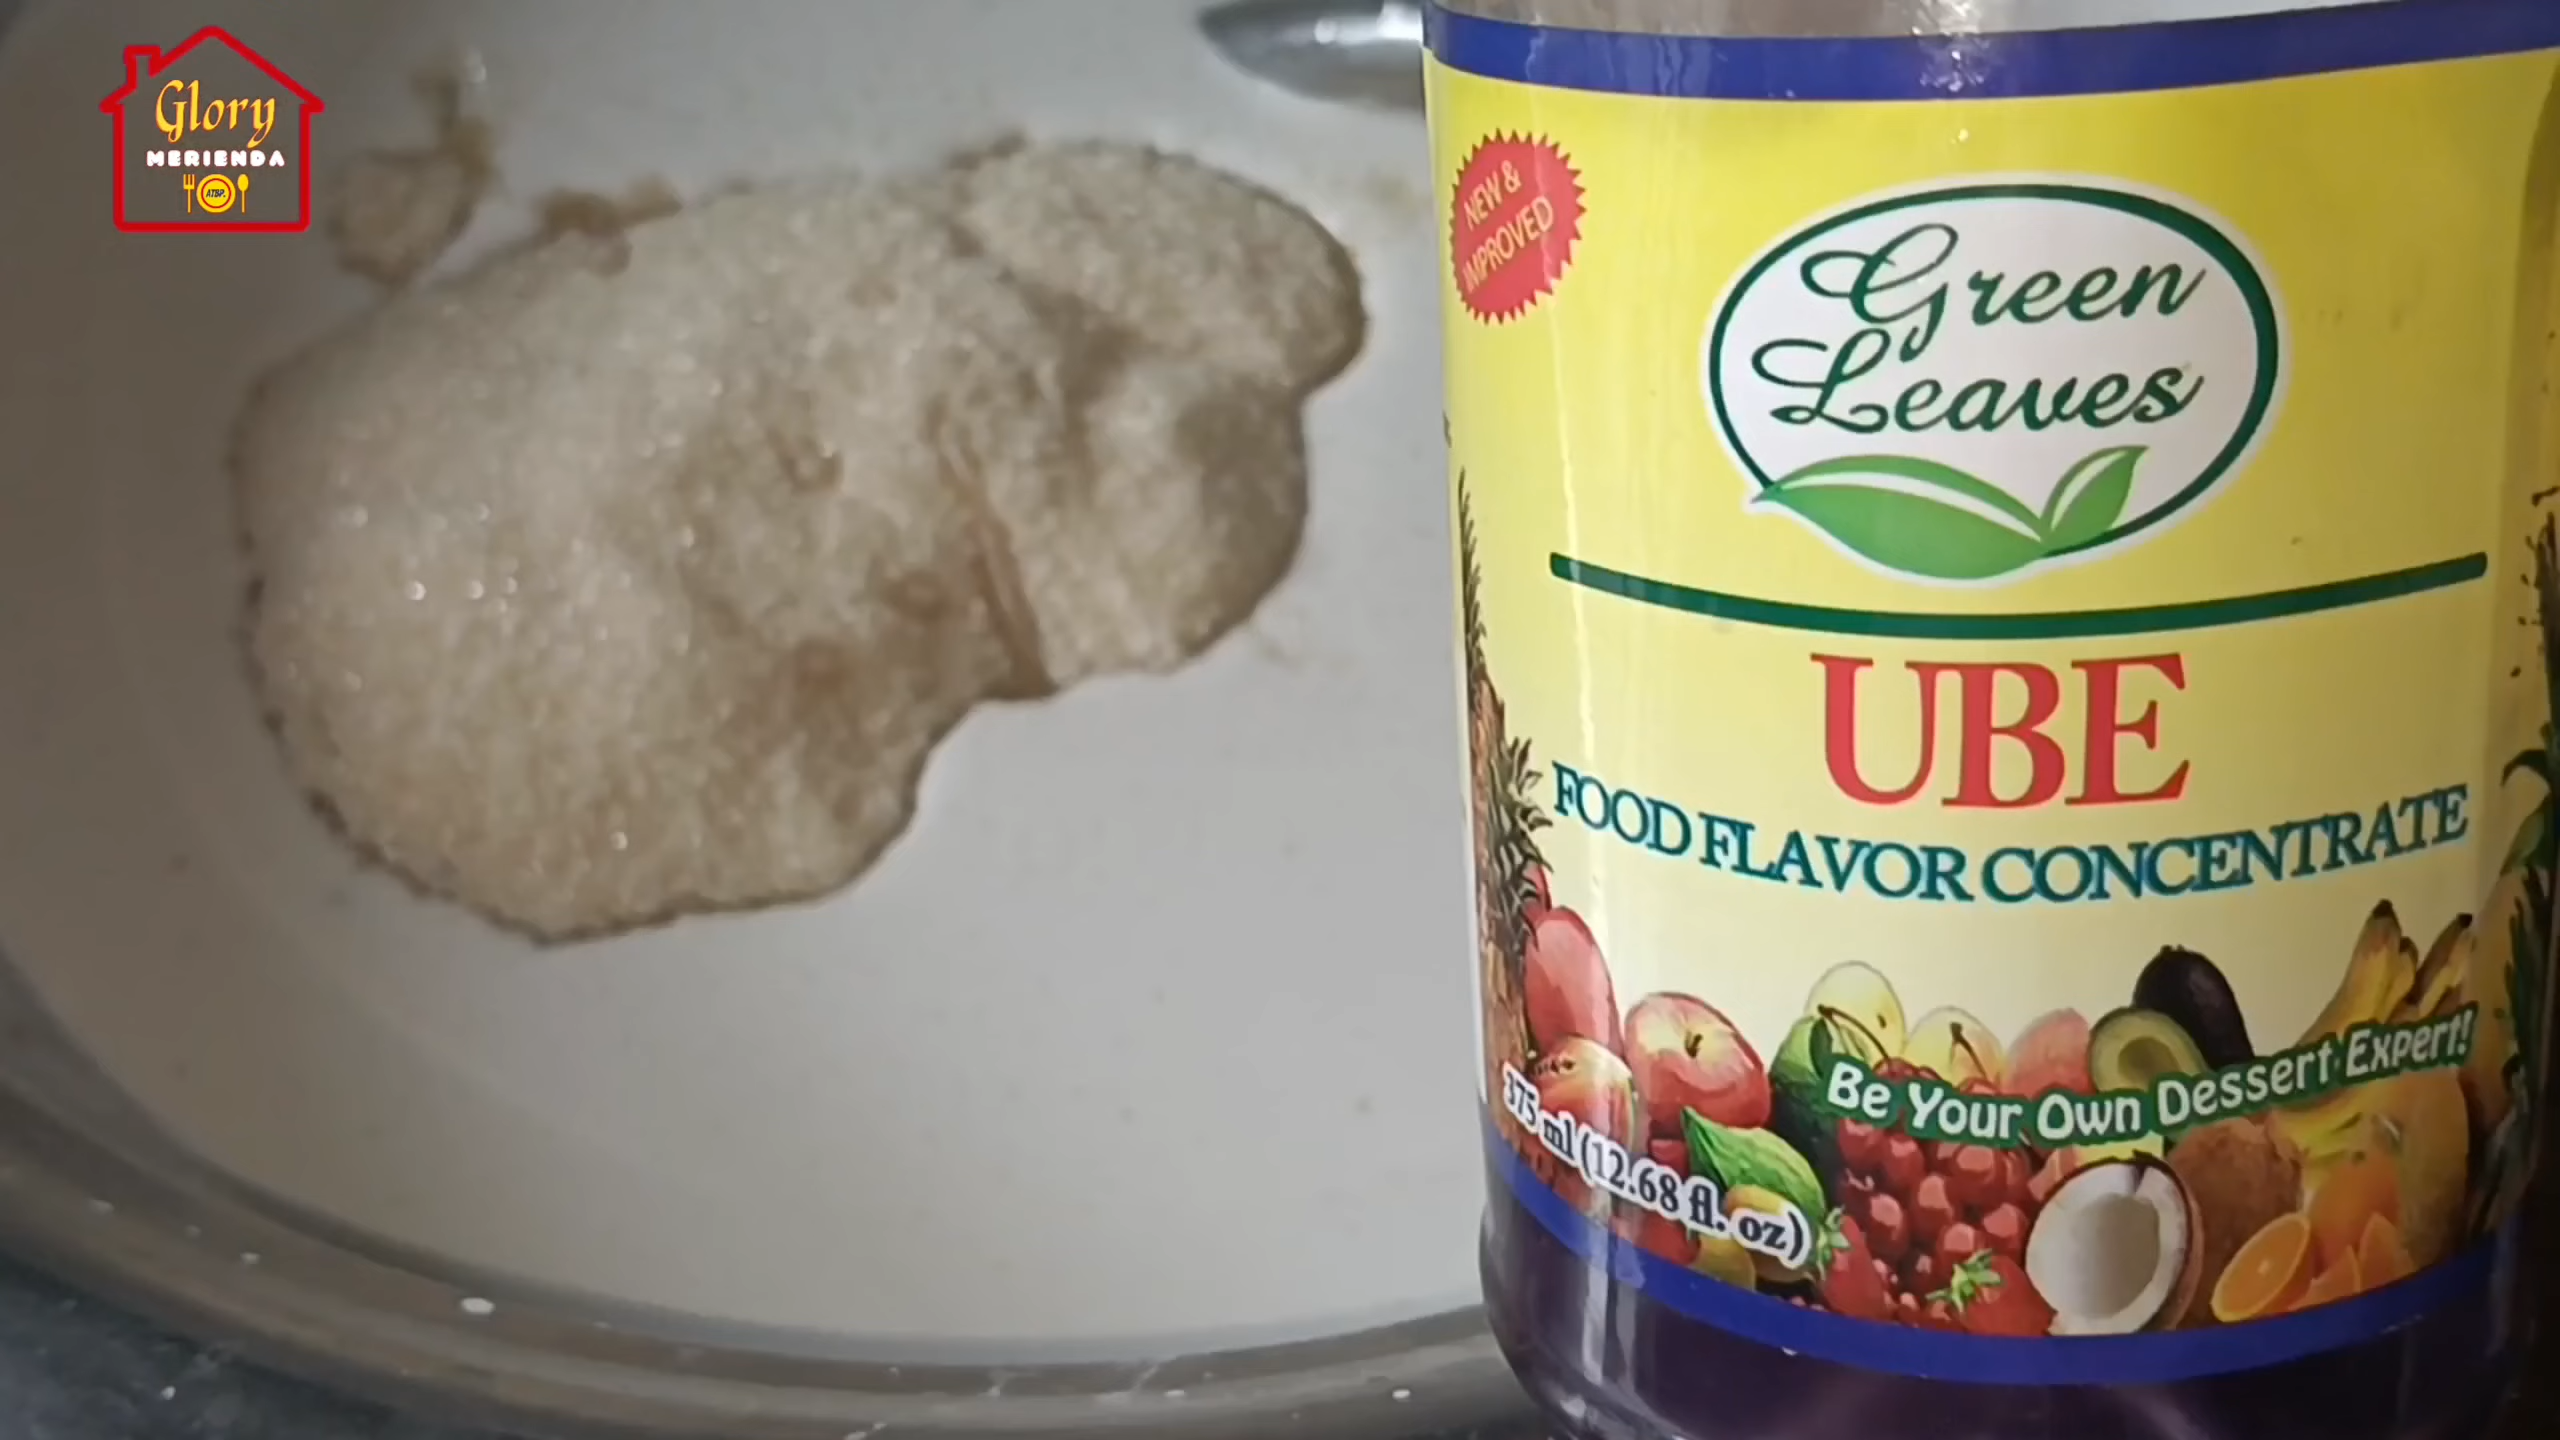 Glory
MERIENDA
ATBP.
NEW &
IMPROVED
Green
Leaves
UBE
FOOD FLAVOR CONCENTRATE
Be Your Own Dessert Expert!
375 ml (12.68 fl. oz)